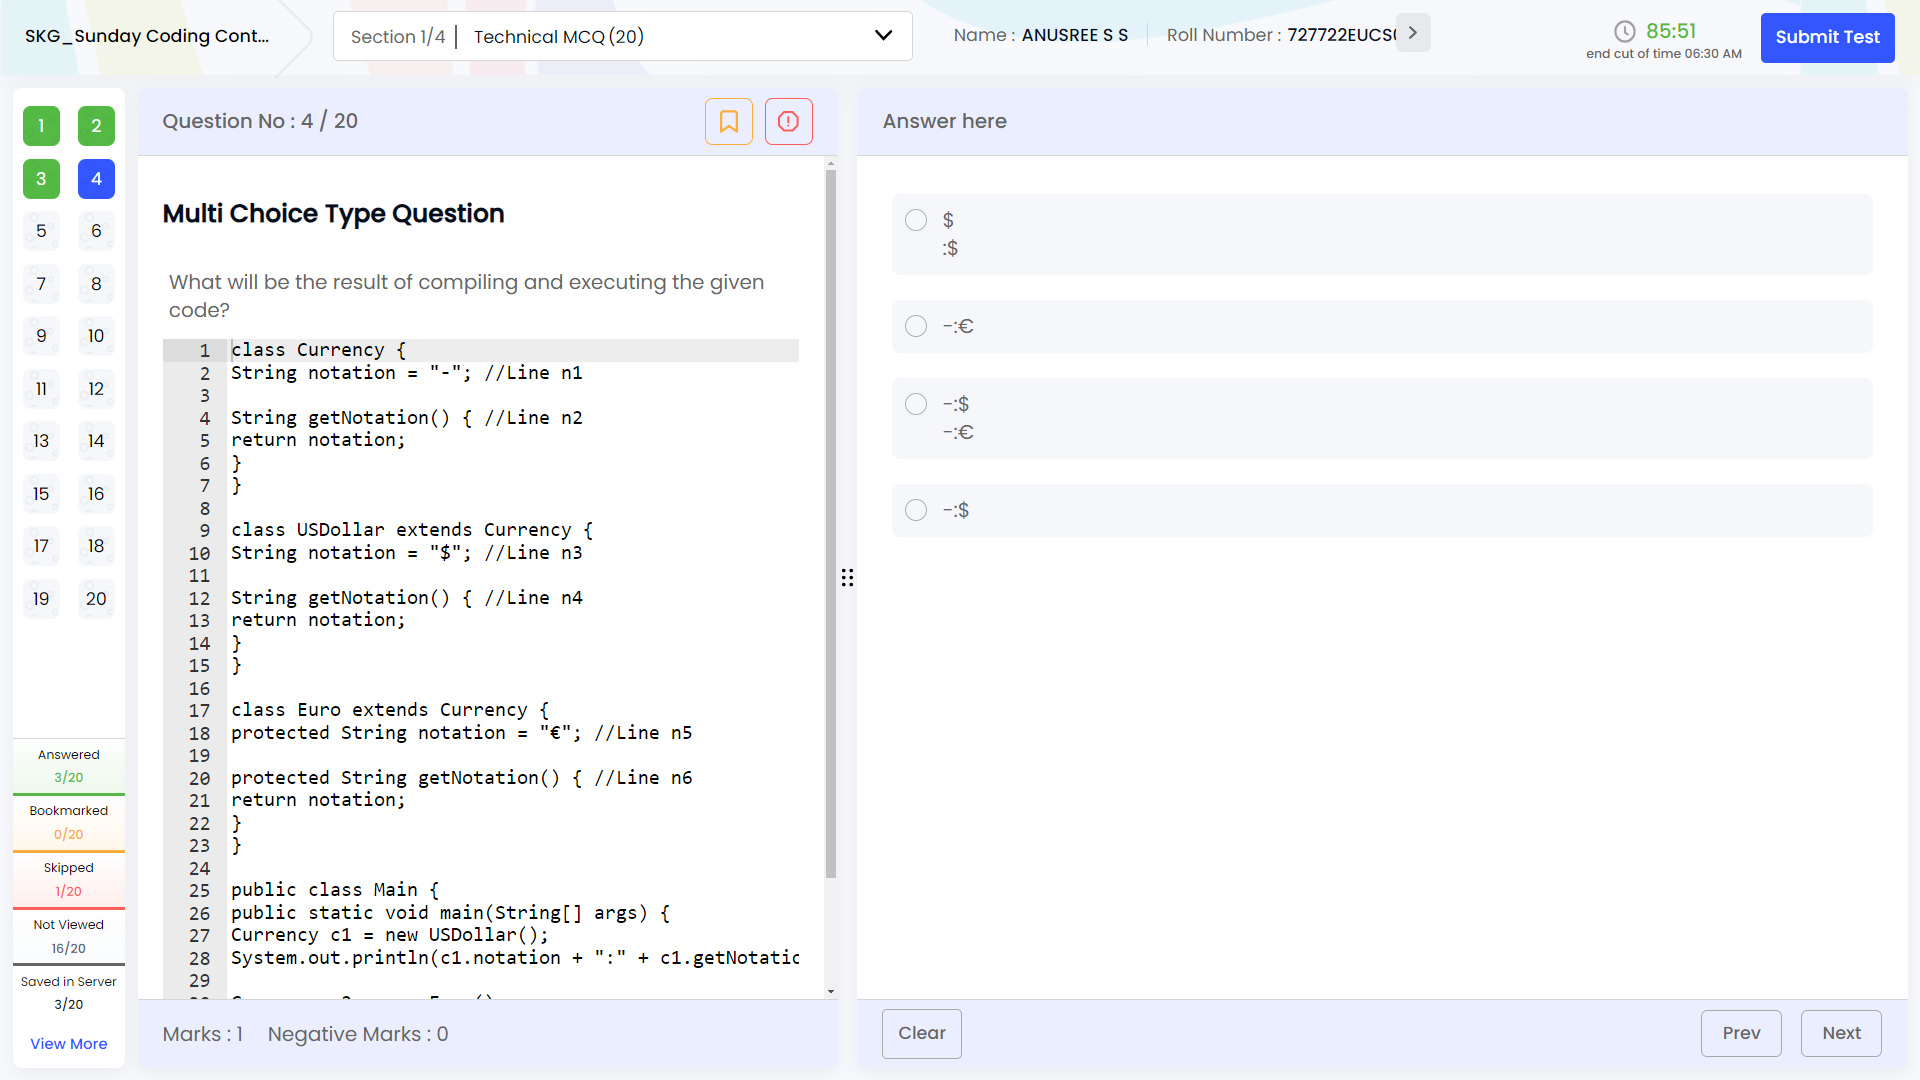 SKG_Sunday Coding Cont...
Section 1/4 | Technical MCQ (20)
Name : ANUSREE S S
Roll Number : 727722EUCS
85:51
end cut of time 06:30 AM
Submit Test
1 2
3 4
5 6
7 8
9 10
11 12
13 14
15 16
17 18
19 20
Answered
3/20
Bookmarked
0/20
Skipped
1/20
Not Viewed
16/20
Saved in Server
3/20
View More
Question No : 4 / 20
Multi Choice Type Question
What will be the result of compiling and executing the given
code?
1 class Currency {
2 String notation = "-"; //Line n1
3
4 String getNotation() { //Line n2
5 return notation;
6 }
7 }
8
9 class USDollar extends Currency {
10 String notation = "$"; //Line n3
11
12 String getNotation() { //Line n4
13 return notation;
14 }
15 }
16
17 class Euro extends Currency {
18 protected String notation = "€"; //Line n5
19
20 protected String getNotation() { //Line n6
21 return notation;
22 }
23 }
24
25 public class Main {
26 public static void main(String[] args) {
27 Currency c1 = new USDollar();
28 System.out.println(c1.notation + ":" + c1.getNotatic
29
Marks : 1 Negative Marks : 0
Answer here
$
:$
-:€
-:$
-:€
-:$
Clear
Prev
Next